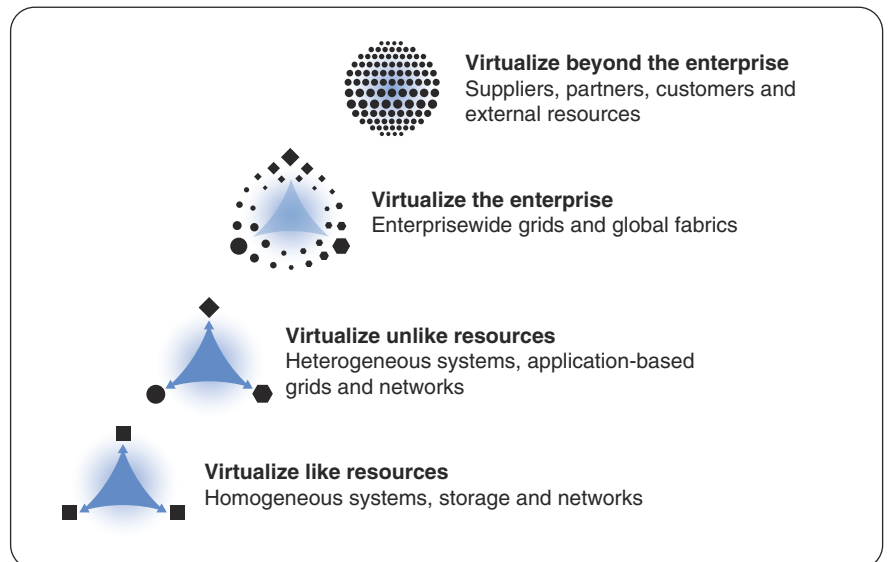 Virtualize beyond the enterprise
Suppliers, partners, customers and
external resources
Virtualize the enterprise
Enterprisewide grids and global fabrics
Virtualize unlike resources
Heterogeneous systems, application-based
grids and networks
Virtualize like resources
Homogeneous systems, storage and networks